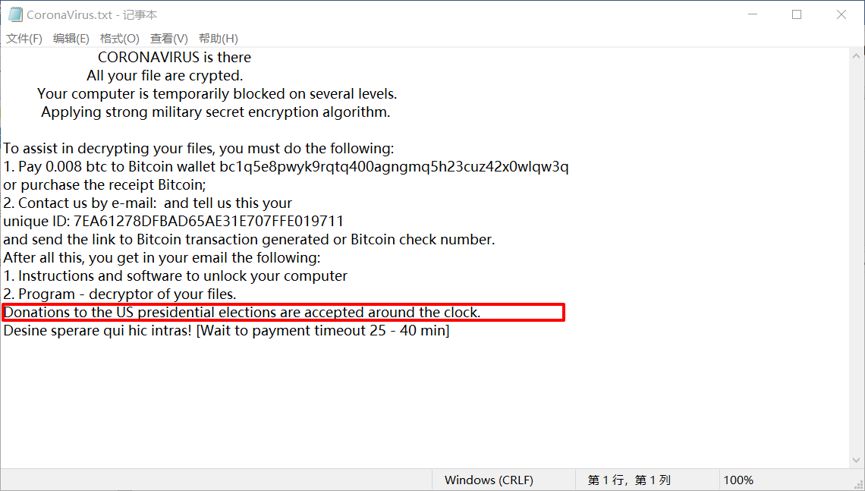 CoronaVirus.txt - 记事本
文件(F) 编辑(E) 格式(O) 查看(V) 帮助(H)
CORONAVIRUS is there
All your file are crypted.
Your computer is temporarily blocked on several levels.
Applying strong military secret encryption algorithm.
To assist in decrypting your files, you must do the following:
1. Pay 0.008 btc to Bitcoin wallet bc1q5e8pwyk9rqtq400agngmq5h23cuz42x0wlqw3q
or purchase the receipt Bitcoin;
2. Contact us by e-mail:  and tell us this your
unique ID: 7EA61278DFBAD65AE31E707FFE019711
and send the link to Bitcoin transaction generated or Bitcoin check number.
After all this, you get in your email the following:
1. Instructions and software to unlock your computer
2. Program - decryptor of your files.
Donations to the US presidential elections are accepted around the clock.
Desine sperare qui hic intras! [Wait to payment timeout 25 - 40 min]
Windows (CRLF) 第 1 行，第 1 列 100%